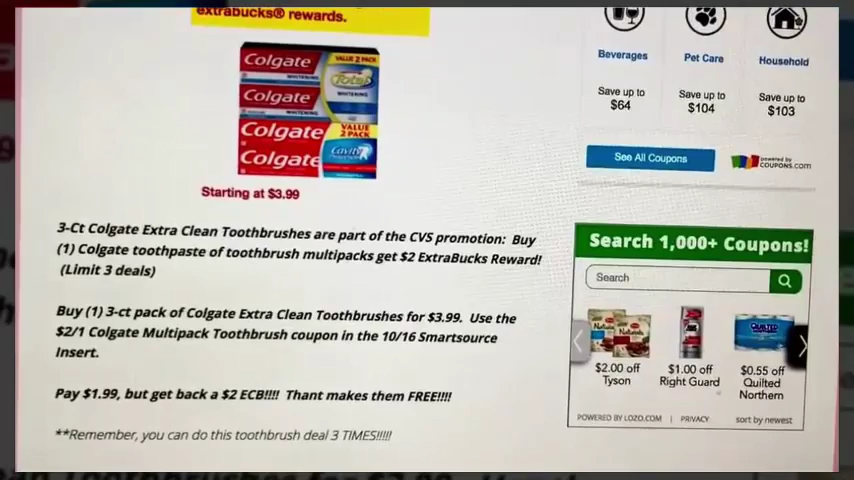 extrabucks rewards.
Colgate
VALUE 2 PACK
WHITENING
Total
Colgate
WHITENING
Colgate
VALUE
2 PACK
Colgate
Cavity
Starting at $3.99
3-Ct Colgate Extra Clean Toothbrushes are part of the CVS promotion: Buy
(1) Colgate toothpaste of toothbrush multipacks get $2 ExtraBucks Reward!
(Limit 3 deals)
Buy (1) 3-ct pack of Colgate Extra Clean Toothbrushes for $3.99. Use the
$2/1 Colgate Multipack Toothbrush coupon in the 10/16 Smartsource
Insert.
Pay $1.99, but get back a $2 ECB!!!! Thant makes them FREE!!!!
**Remember, you can do this toothbrush deal 3 TIMES!!!!!
Beverages Pet Care Household
Save up to Save up to Save up to
$64 $104 $103
See All Coupons
powered by
COUPONS.com
Search 1,000+ Coupons!
Search
QUILTED
$2.00 off $1.00 off $0.55 off
Tyson Right Guard Quilted
Northern
POWERED BY LOZO.COM | PRIVACY sort by newest